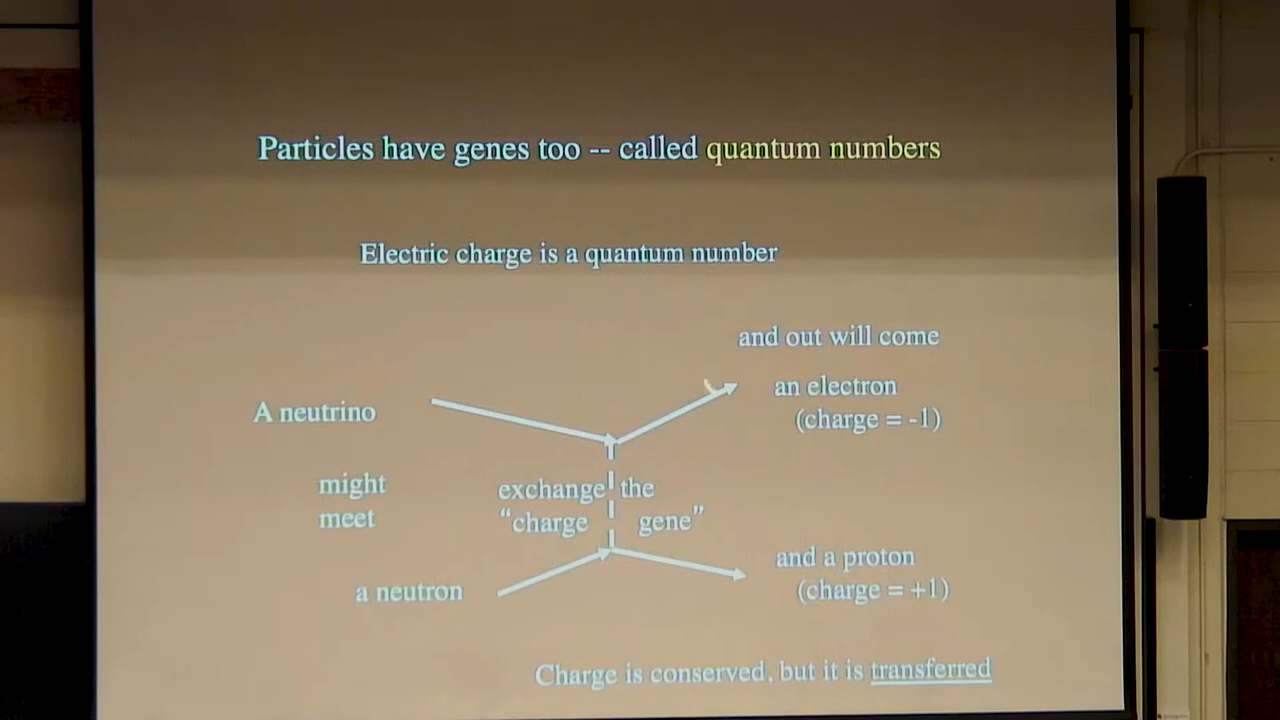 Particles have genes too -- called quantum numbers
Electric charge is a quantum number
and out will come
an electron
(charge = -1)
A neutrino
might
meet
exchange the
“charge gene”
a neutron
and a proton
(charge = +1)
Charge is conserved, but it is transferred